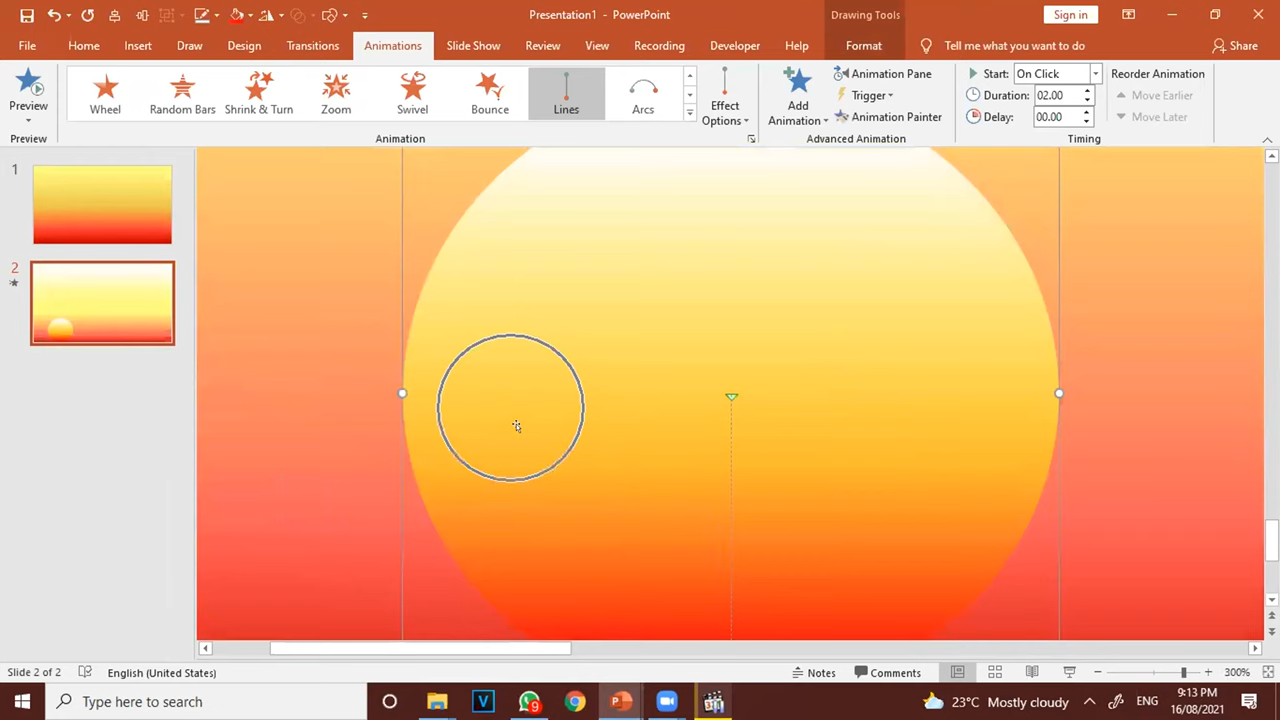 Presentation1 - PowerPoint
Drawing Tools
Sign in
File Home Insert Draw Design Transitions Animations Slide Show Review View Recording Developer Help Format Tell me what you want to do Share
Preview
Preview
Wheel Random Bars Shrink & Turn Zoom Swivel Bounce Lines Arcs
Animation
Effect
Options
Add
Animation
Animation Pane
Trigger
Animation Painter
Advanced Animation
Start: On Click
Duration: 02.00
Delay: 00.00
Reorder Animation
Move Earlier
Move Later
Timing
1
2
Slide 2 of 2 English (United States) Notes Comments 300%
Type here to search
9
23°C Mostly cloudy ENG
9:13 PM
16/08/2021